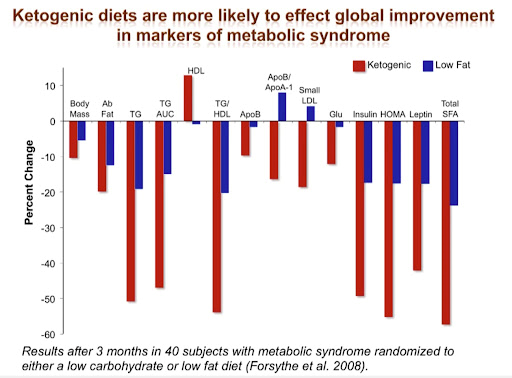 Ketogenic diets are more likely to effect global improvement
in markers of metabolic syndrome
Ketogenic Low Fat
Percent Change
10
0
-10
-20
-30
-40
-50
-60
Body
Mass
Ab
Fat
TG
TG
AUC
HDL
TG/
HDL
ApoB
ApoB/
ApoA-1
Small
LDL
Glu
Insulin
HOMA
Leptin
Total
SFA
Results after 3 months in 40 subjects with metabolic syndrome randomized to
either a low carbohydrate or low fat diet (Forsythe et al. 2008).